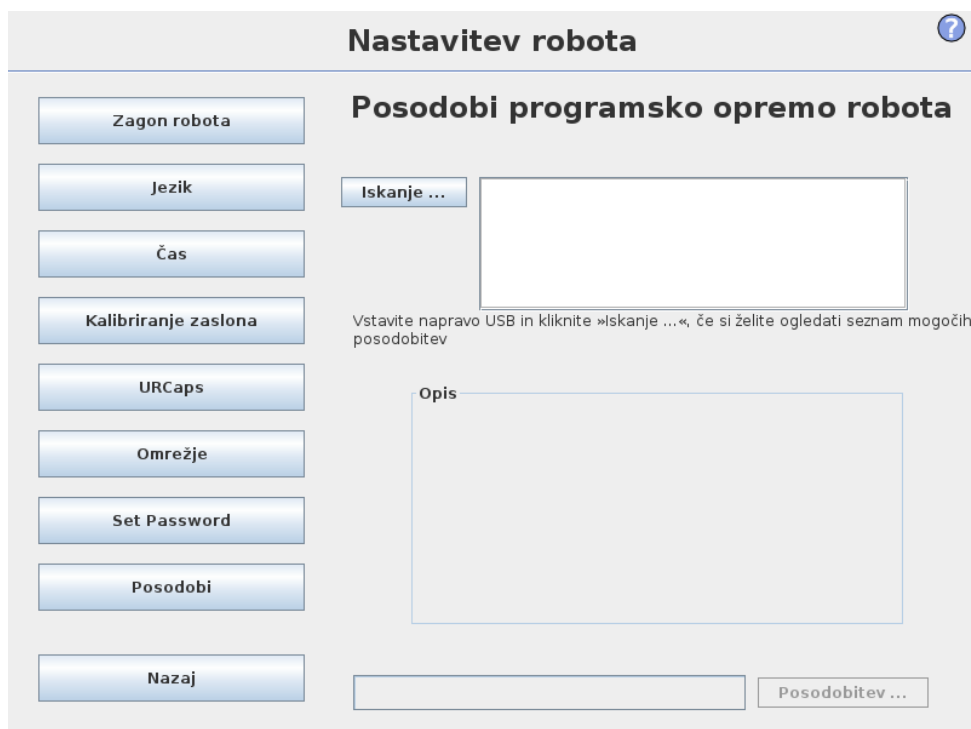 Nastavitev robota
?
Zagon robota
Jezik
Čas
Kalibriranje zaslona
URCaps
Omrežje
Set Password
Posodobi
Nazaj
Posodobi programsko opremo robota
Iskanje ...
Vstavite napravo USB in kliknite »Iskanje ...«, če si želite ogledati seznam mogočih
posodobitev
Opis
Posodobitev ...